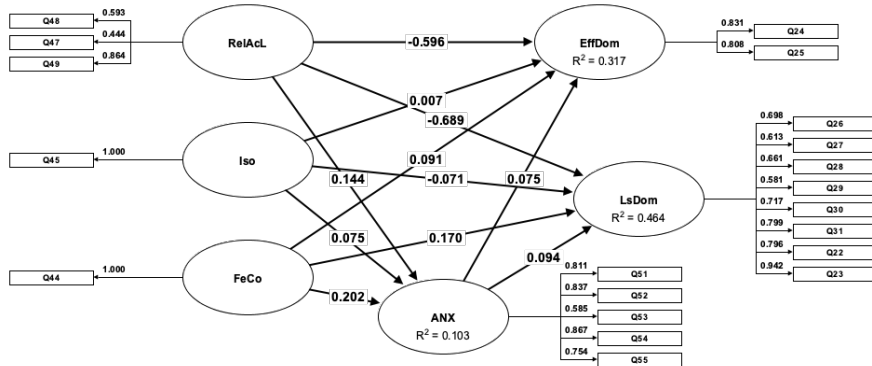 Q48
0.593
Q47
0.444
Q49
0.864
RelAcL
-0.596
EffDom
R² = 0.317
0.831
Q24
0.808
Q25
0.007
-0.689
Q45
1.000
Iso
0.091
0.144
-0.071
0.075
LsDom
R² = 0.464
0.698
Q26
0.613
Q27
0.661
Q28
0.581
Q29
0.717
Q30
0.799
Q31
0.796
Q22
0.942
Q23
0.075
0.170
0.094
Q44
1.000
FeCo
0.202
ANX
R² = 0.103
0.811
Q51
0.837
Q52
0.585
Q53
0.867
Q54
0.754
Q55